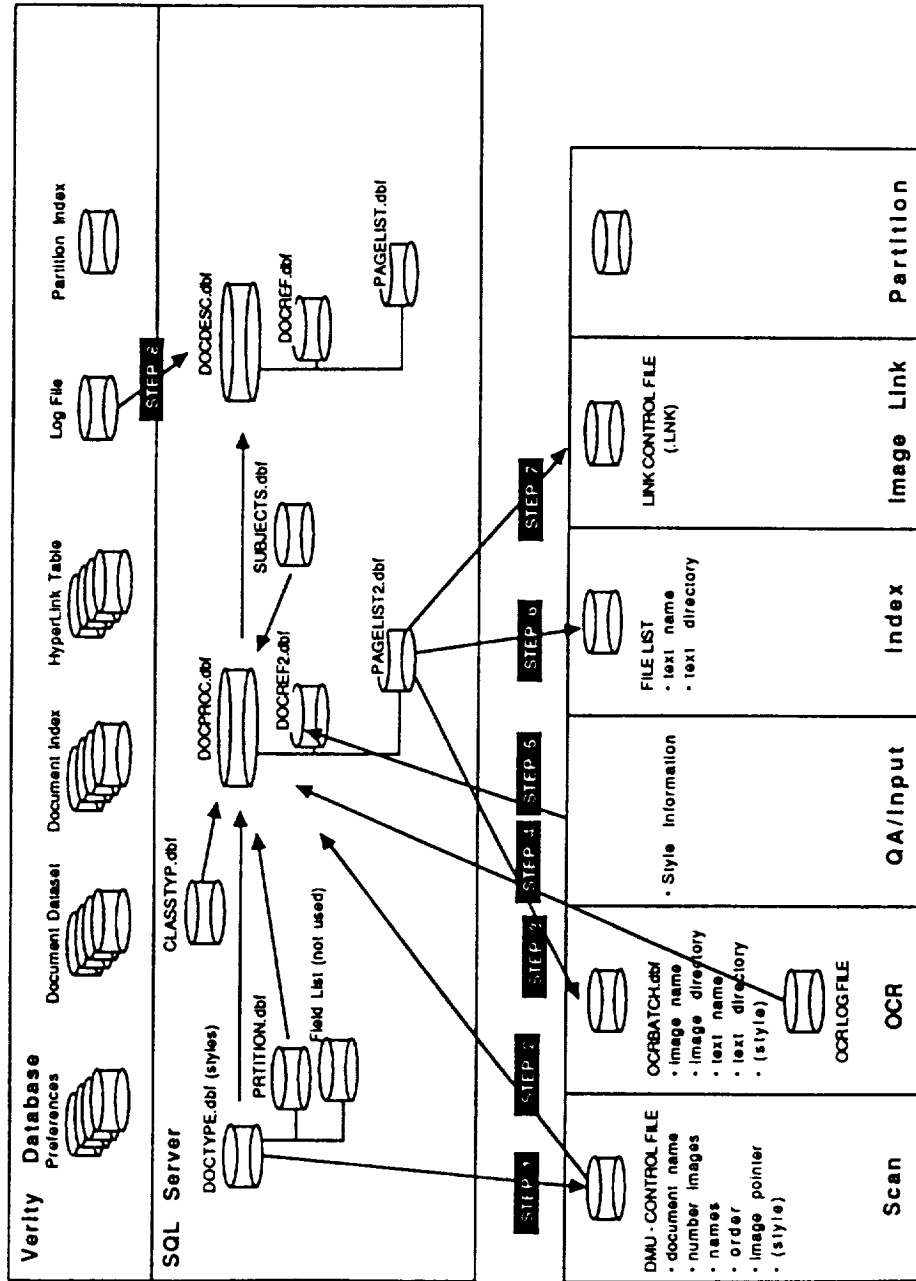 Verity Database
Preferences
Document Dataset
Document Index
HyperLink Table
Log File
Partition Index
SQL Server
STEP
DOCTYPE.dbf (styles)
PRTITION.dbf
Field List (not used)
CLASSTYP.dbf
DOCPROC.dbf
DOCREF2.dbf
PAGELIST2.dbf
SUBJECTS.dbf
DOCDESC.dbf
DOCREF.dbf
PAGELIST.dbf
STEP 1
STEP
STEP
STEP 4
STEP 5
STEP
STEP 7
DMU - CONTROL FILE
• document name
• number images
• names
• order
• image pointer
• (style)
OCRBATCH.dbf
• image name
• image directory
• text name
• text directory
• (style)
OCR LOG FILE
• Style Information
FILE LIST
• text name
• text directory
LINK CONTROL FILE
(.LNK)
Scan
OCR
QA/Input
Index
Image Link
Partition